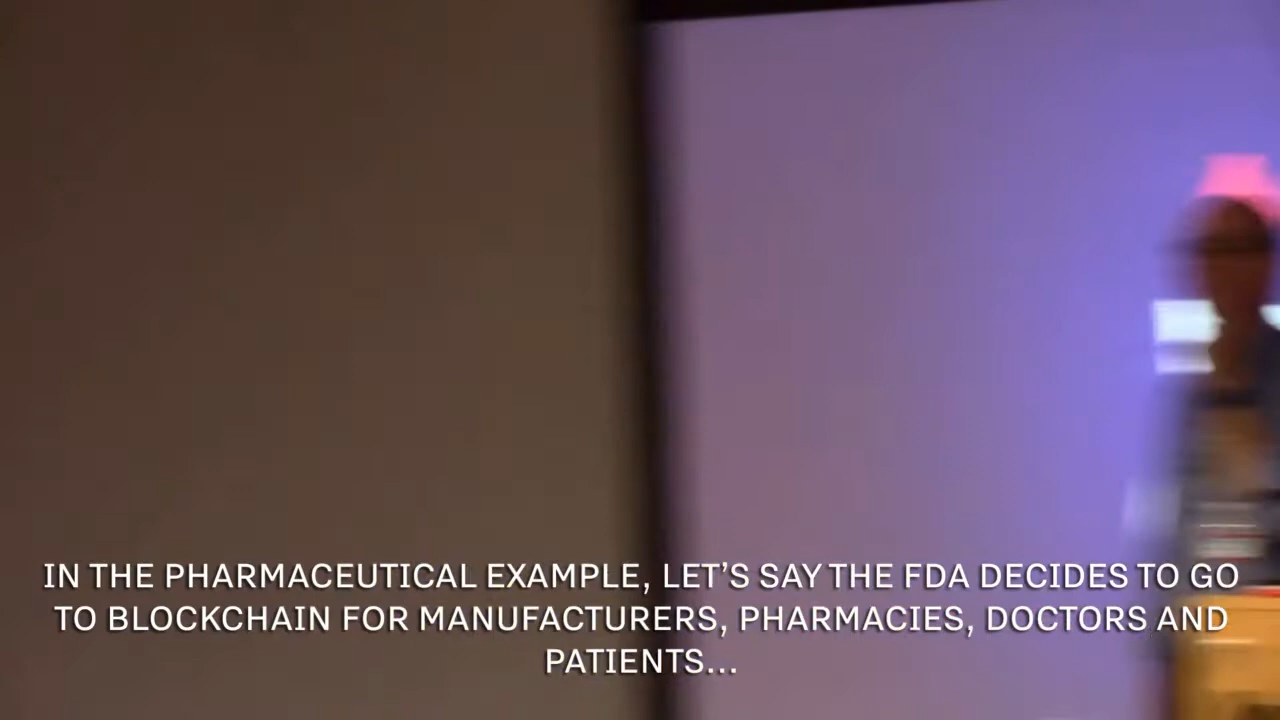 IN THE PHARMACEUTICAL EXAMPLE, LET’S SAY THE FDA DECIDES TO GO
TO BLOCKCHAIN FOR MANUFACTURERS, PHARMACIES, DOCTORS AND
PATIENTS...